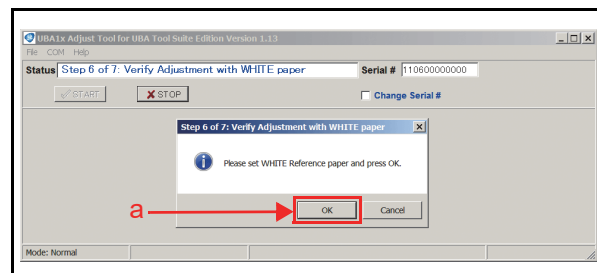 UBA1x Adjust Tool for UBA Tool Suite Edition Version 1.13
File COM Help
Status Step 6 of 7: Verify Adjustment with WHITE paper Serial # 110600000000
START STOP Change Serial #
Step 6 of 7: Verify Adjustment with WHITE paper
Please set WHITE Reference paper and press OK.
a OK Cancel
Mode: Normal